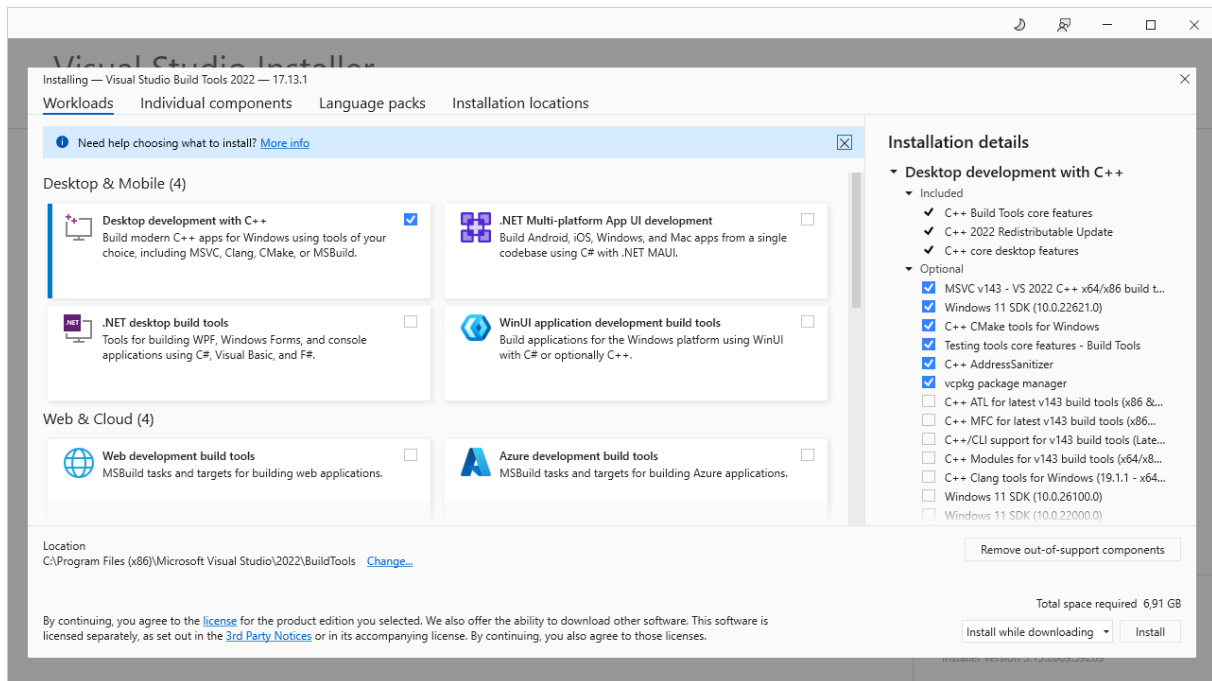 Visual Studio Installer
Installing — Visual Studio Build Tools 2022 — 17.13.1
Workloads Individual components Language packs Installation locations
Need help choosing what to install? More info
Desktop & Mobile (4)
Desktop development with C++
Build modern C++ apps for Windows using tools of your
choice, including MSVC, Clang, CMake, or MSBuild.
.NET Multi-platform App UI development
Build Android, iOS, Windows, and Mac apps from a single
codebase using C# with .NET MAUI.
.NET
.NET desktop build tools
Tools for building WPF, Windows Forms, and console
applications using C#, Visual Basic, and F#.
WinUI application development build tools
Build applications for the Windows platform using WinUI
with C# or optionally C++.
Web & Cloud (4)
Web development build tools
MSBuild tasks and targets for building web applications.
Azure development build tools
MSBuild tasks and targets for building Azure applications.
Installation details
Desktop development with C++
Included
C++ Build Tools core features
C++ 2022 Redistributable Update
C++ core desktop features
Optional
MSVC v143 - VS 2022 C++ x64/x86 build t...
Windows 11 SDK (10.0.22621.0)
C++ CMake tools for Windows
Testing tools core features - Build Tools
C++ AddressSanitizer
vcpkg package manager
C++ ATL for latest v143 build tools (x86 &...
C++ MFC for latest v143 build tools (x86...
C++/CLI support for v143 build tools (Late...
C++ Modules for v143 build tools (x64/x8...
C++ Clang tools for Windows (19.1.1 - x64...
Windows 11 SDK (10.0.26100.0)
Windows 11 SDK (10.0.22000.0)
Location
C:\Program Files (x86)\Microsoft Visual Studio\2022\BuildTools Change...
Remove out-of-support components
Total space required 6,91 GB
By continuing, you agree to the license for the product edition you selected. We also offer the ability to download other software. This software is
licensed separately, as set out in the 3rd Party Notices or in its accompanying license. By continuing, you also agree to those licenses.
Install while downloading Install